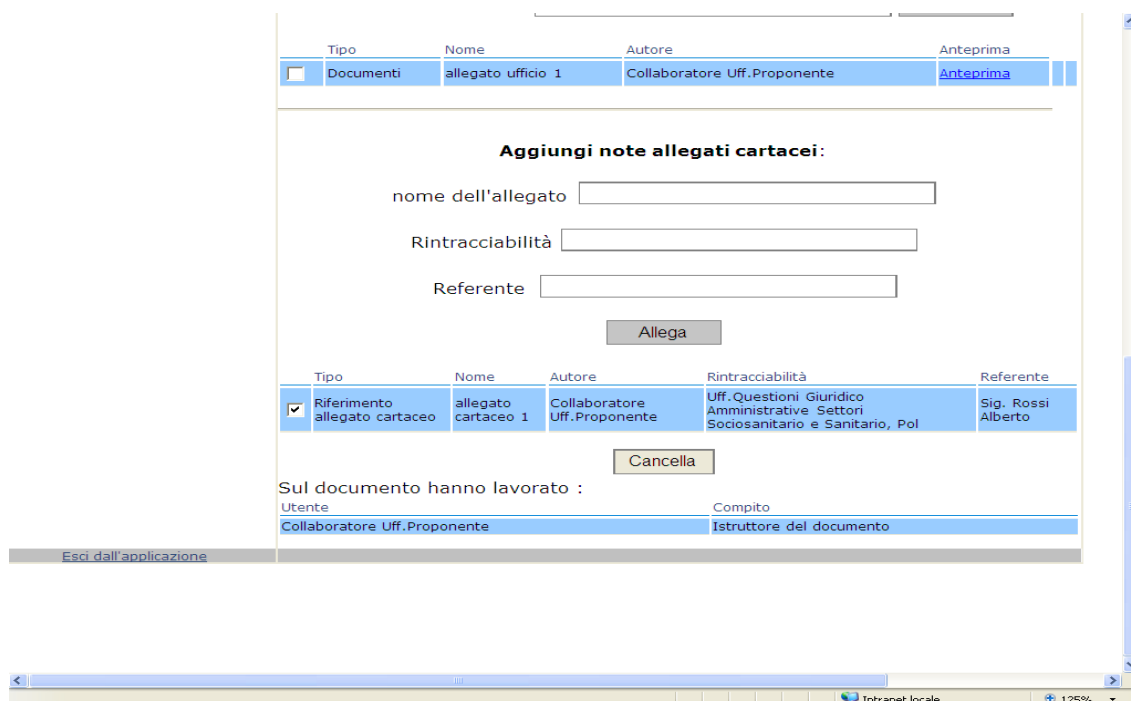 Tipo Nome Autore Anteprima
Documenti allegato ufficio 1 Collaboratore Uff.Proponente Anteprima
Aggiungi note allegati cartacei:
nome dell'allegato
Rintracciabilità
Referente
Allega
Tipo Nome Autore Rintracciabilità Referente
Riferimento allegato cartaceo allegato cartaceo 1 Collaboratore Uff.Proponente Uff.Questioni Giuridico Amministrative Settori Sociosanitario e Sanitario, Pol Sig. Rossi Alberto
Cancella
Sul documento hanno lavorato :
Utente Compito
Collaboratore Uff.Proponente Istruttore del documento
Esci dall'applicazione
Intranet locale 125%